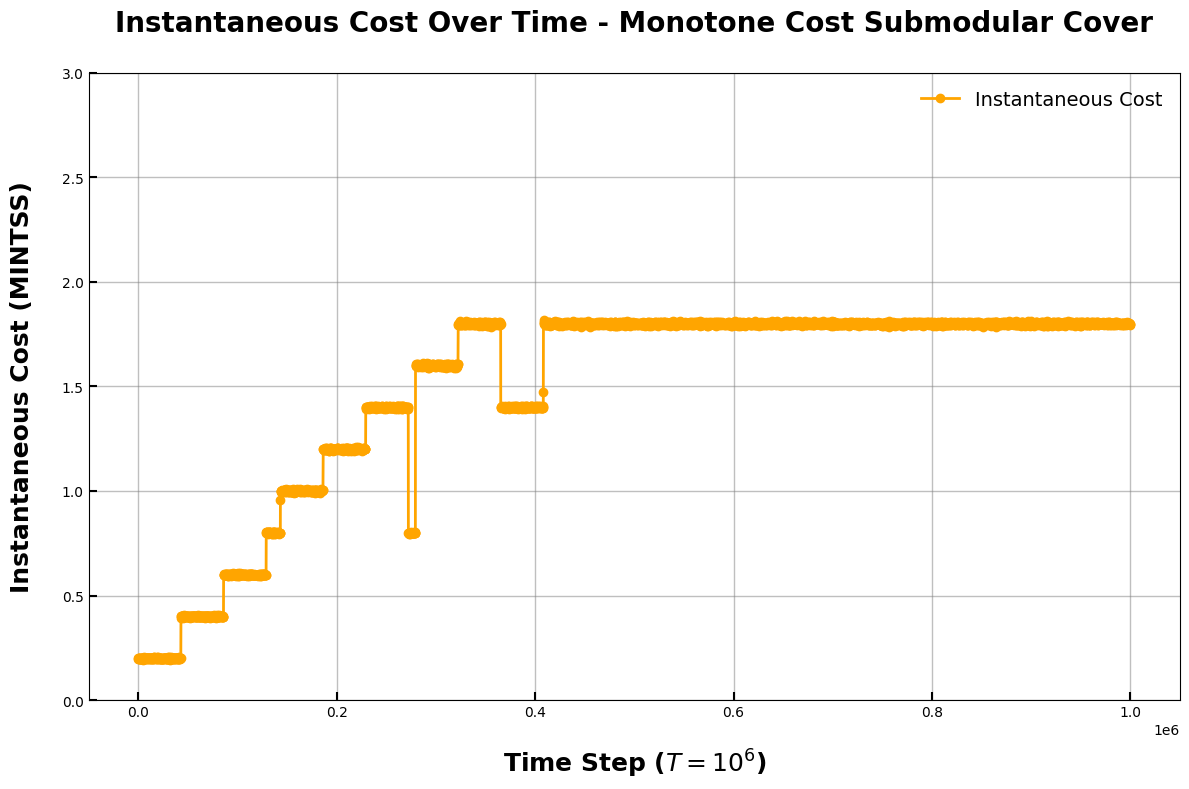 Instantaneous Cost Over Time - Monotone Cost Submodular Cover
Instantaneous Cost (MINTSS)
3.0
2.5
2.0
1.5
1.0
0.5
0.0
Instantaneous Cost
0.0 0.2 0.4 0.6 0.8 1.0
1e6
Time Step (T = 10⁶)